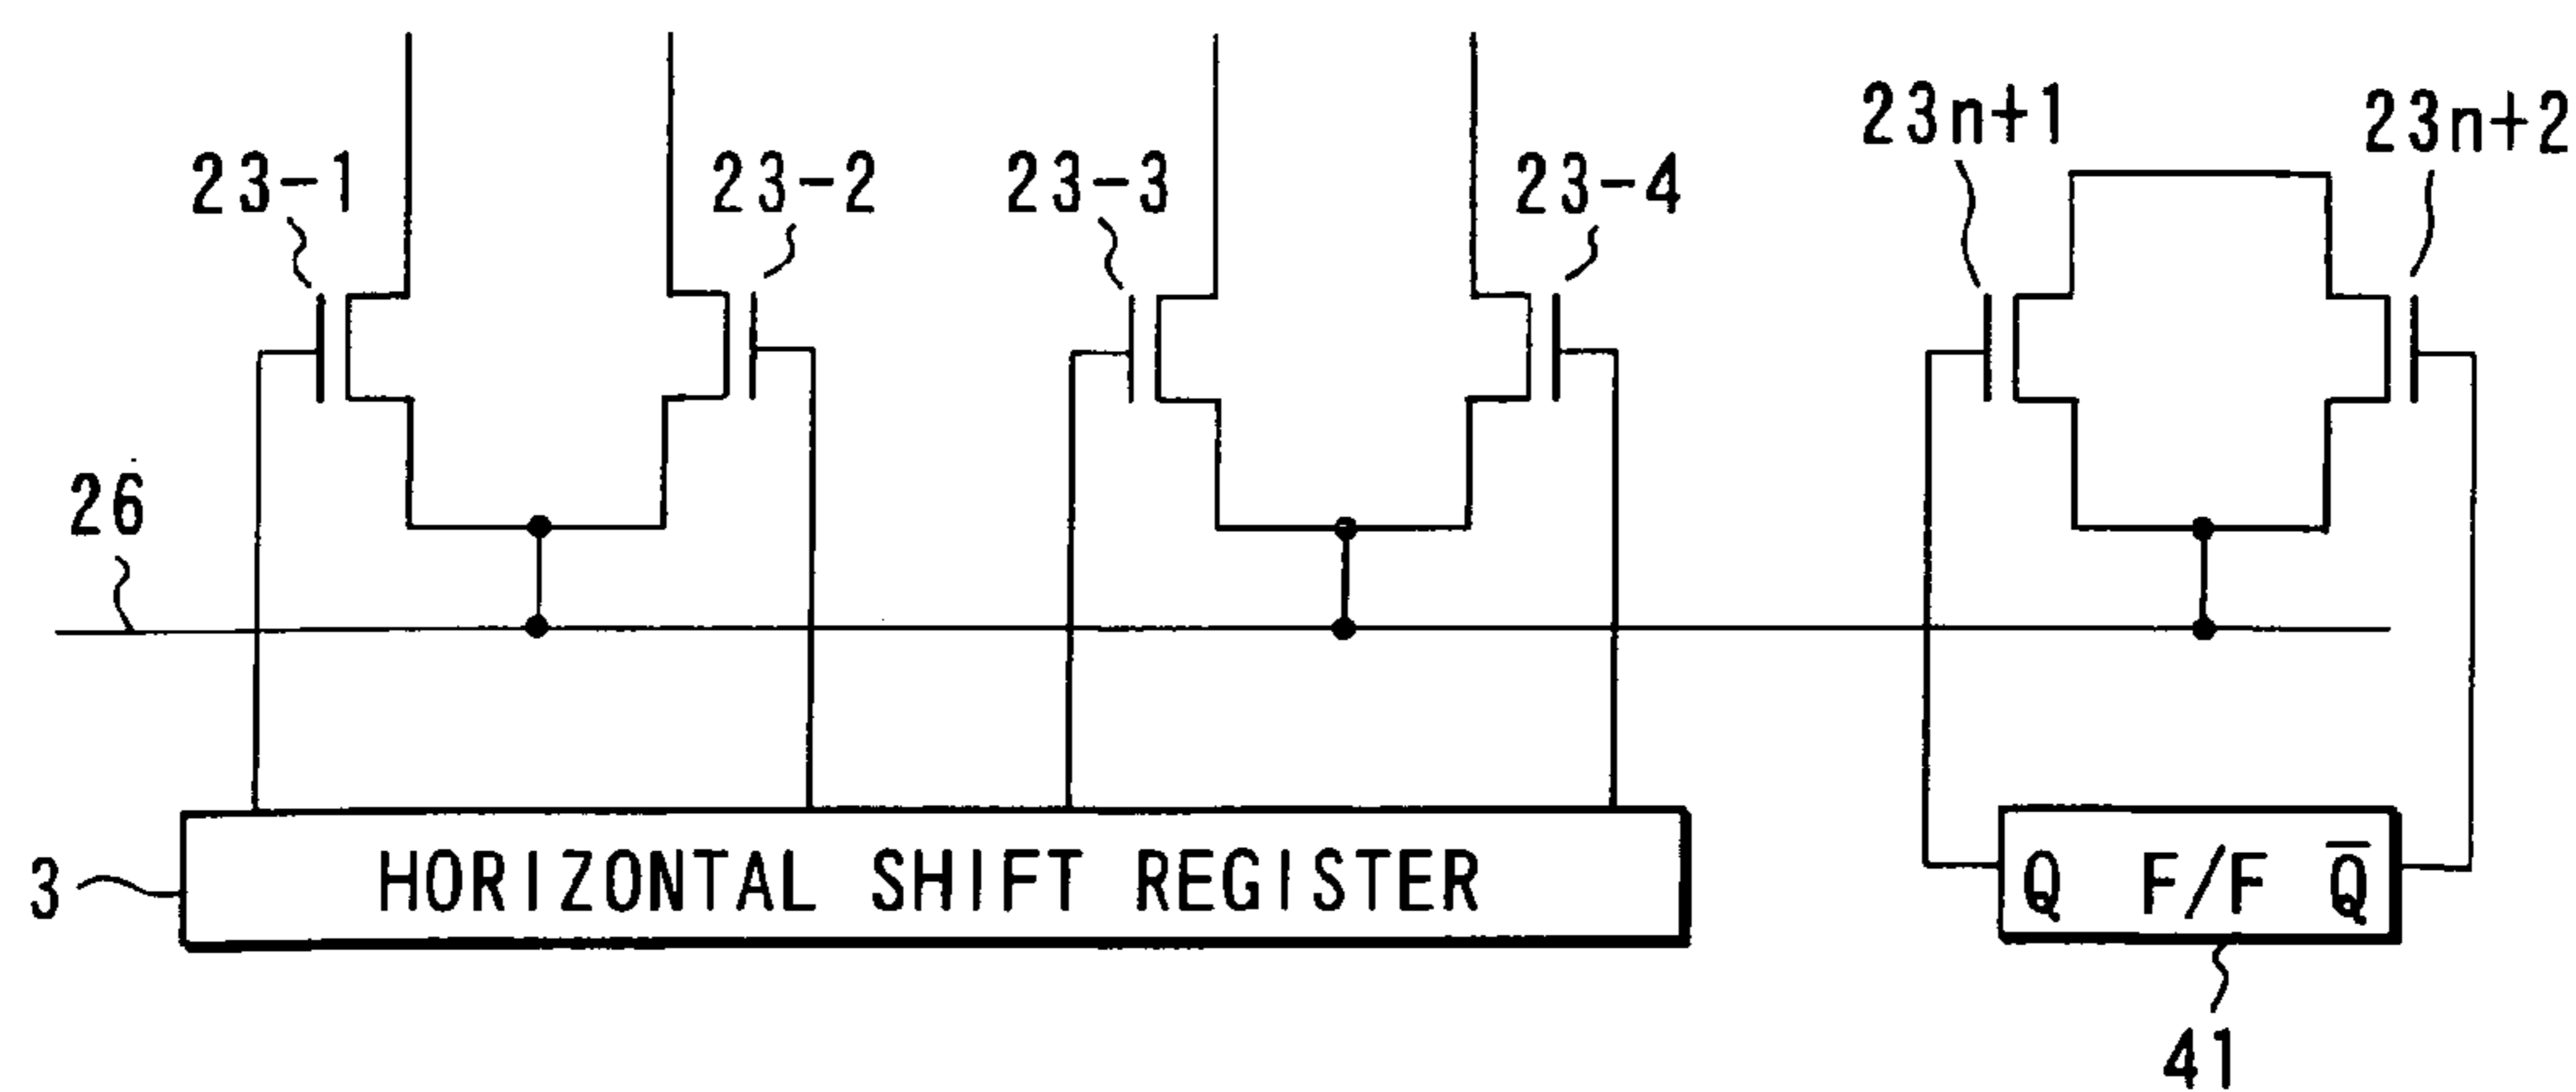 23-1
23-2
23-3
23-4
23n+1
23n+2
26
3
HORIZONTAL SHIFT REGISTER
Q F/F Q̅
41